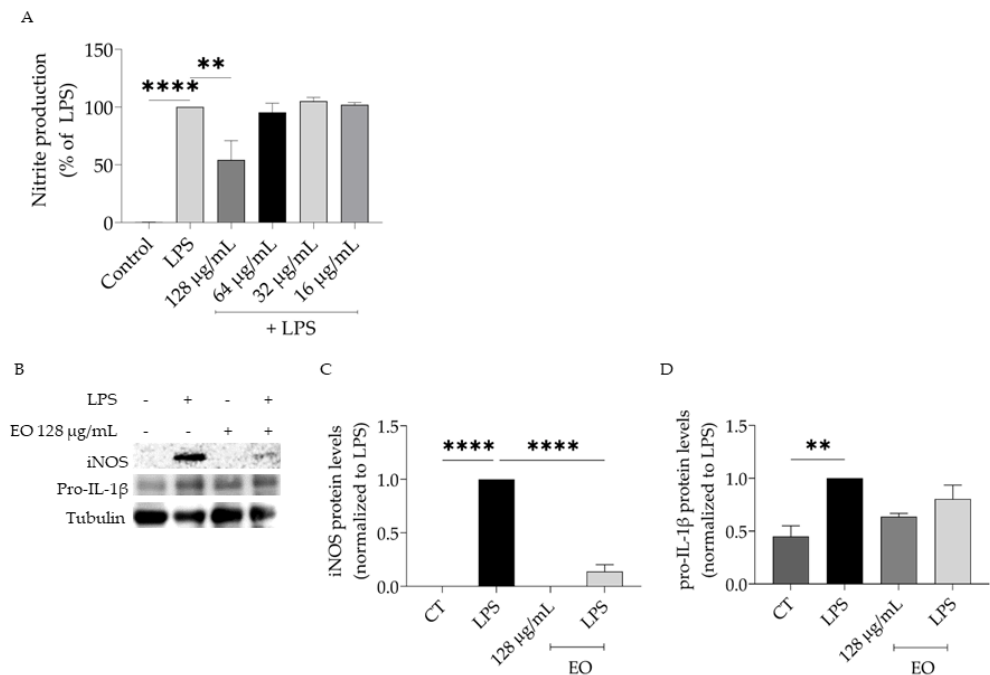 A
Nitrite production
(% of LPS)
150
100
50
0
****
**
Control
LPS
128 μg/mL
64 μg/mL
32 μg/mL
16 μg/mL
+ LPS
B
LPS - + - +
EO 128 μg/mL - - + +
iNOS
Pro-IL-1β
Tubulin
C
iNOS protein levels
(normalized to LPS)
1.5
1.0
0.5
0.0
****
****
CT
LPS
128 μg/mL
LPS
EO
D
pro-IL-1β protein levels
(normalized to LPS)
1.5
1.0
0.5
0.0
**
CT
LPS
128 μg/mL
LPS
EO